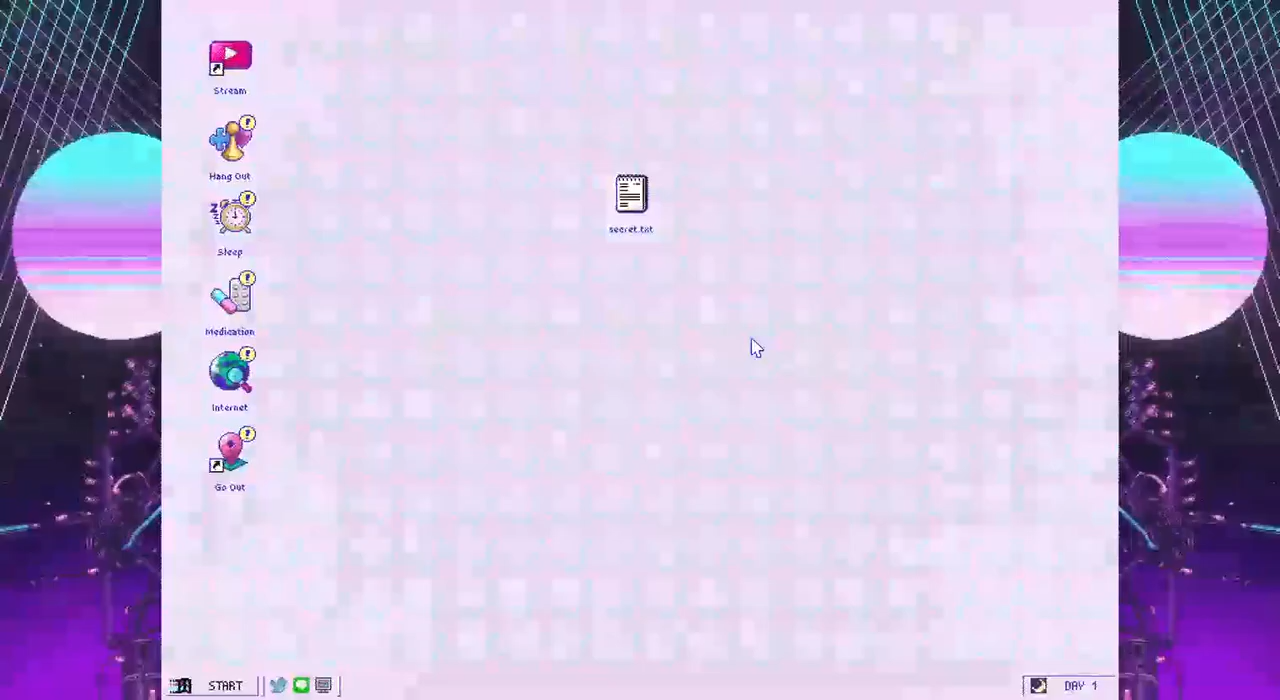 Stream
Hang Out
Sleep
Medication
Internet
Go Out
secret.txt
START
DAY 1